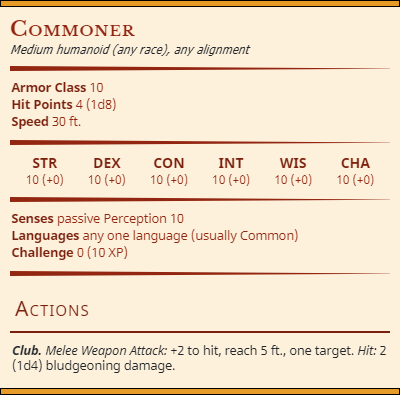 Commoner
Medium humanoid (any race), any alignment
Armor Class 10
Hit Points 4 (1d8)
Speed 30 ft.
STR DEX CON INT WIS CHA
10 (+0) 10 (+0) 10 (+0) 10 (+0) 10 (+0) 10 (+0)
Senses passive Perception 10
Languages any one language (usually Common)
Challenge 0 (10 XP)
Actions
Club. Melee Weapon Attack: +2 to hit, reach 5 ft., one target. Hit: 2
(1d4) bludgeoning damage.